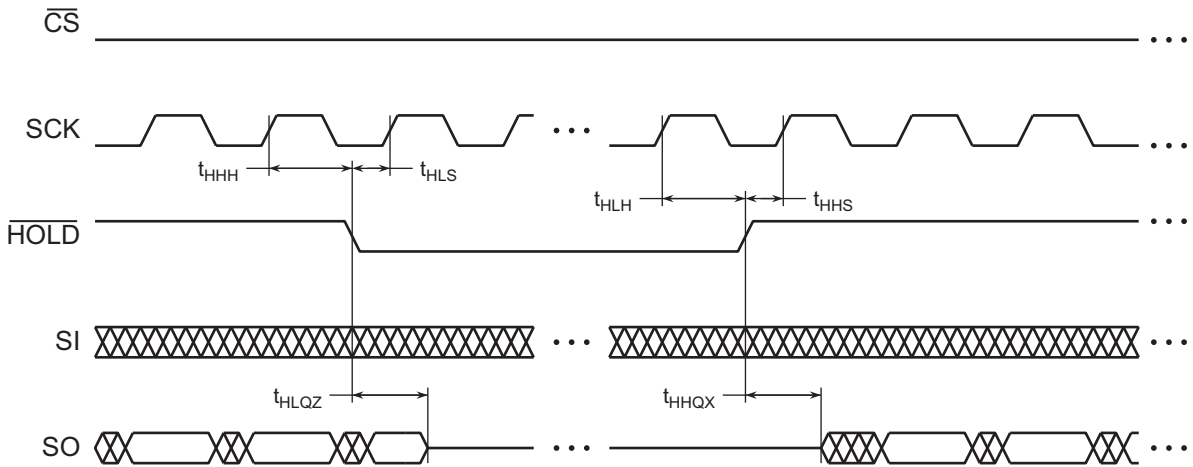 CS
SCK
tHHH
tHLS
tHLH
tHHS
HOLD
SI
tHLQZ
tHHQX
SO